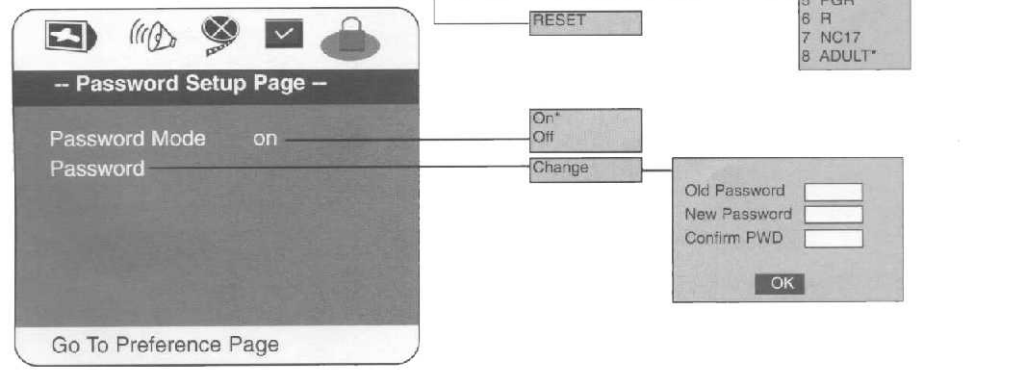 RESET
5 PGR
6 R
7 NC17
8 ADULT*
-- Password Setup Page --
Password Mode on
Password
Go To Preference Page
On*
Off
Change
Old Password
New Password
Confirm PWD
OK